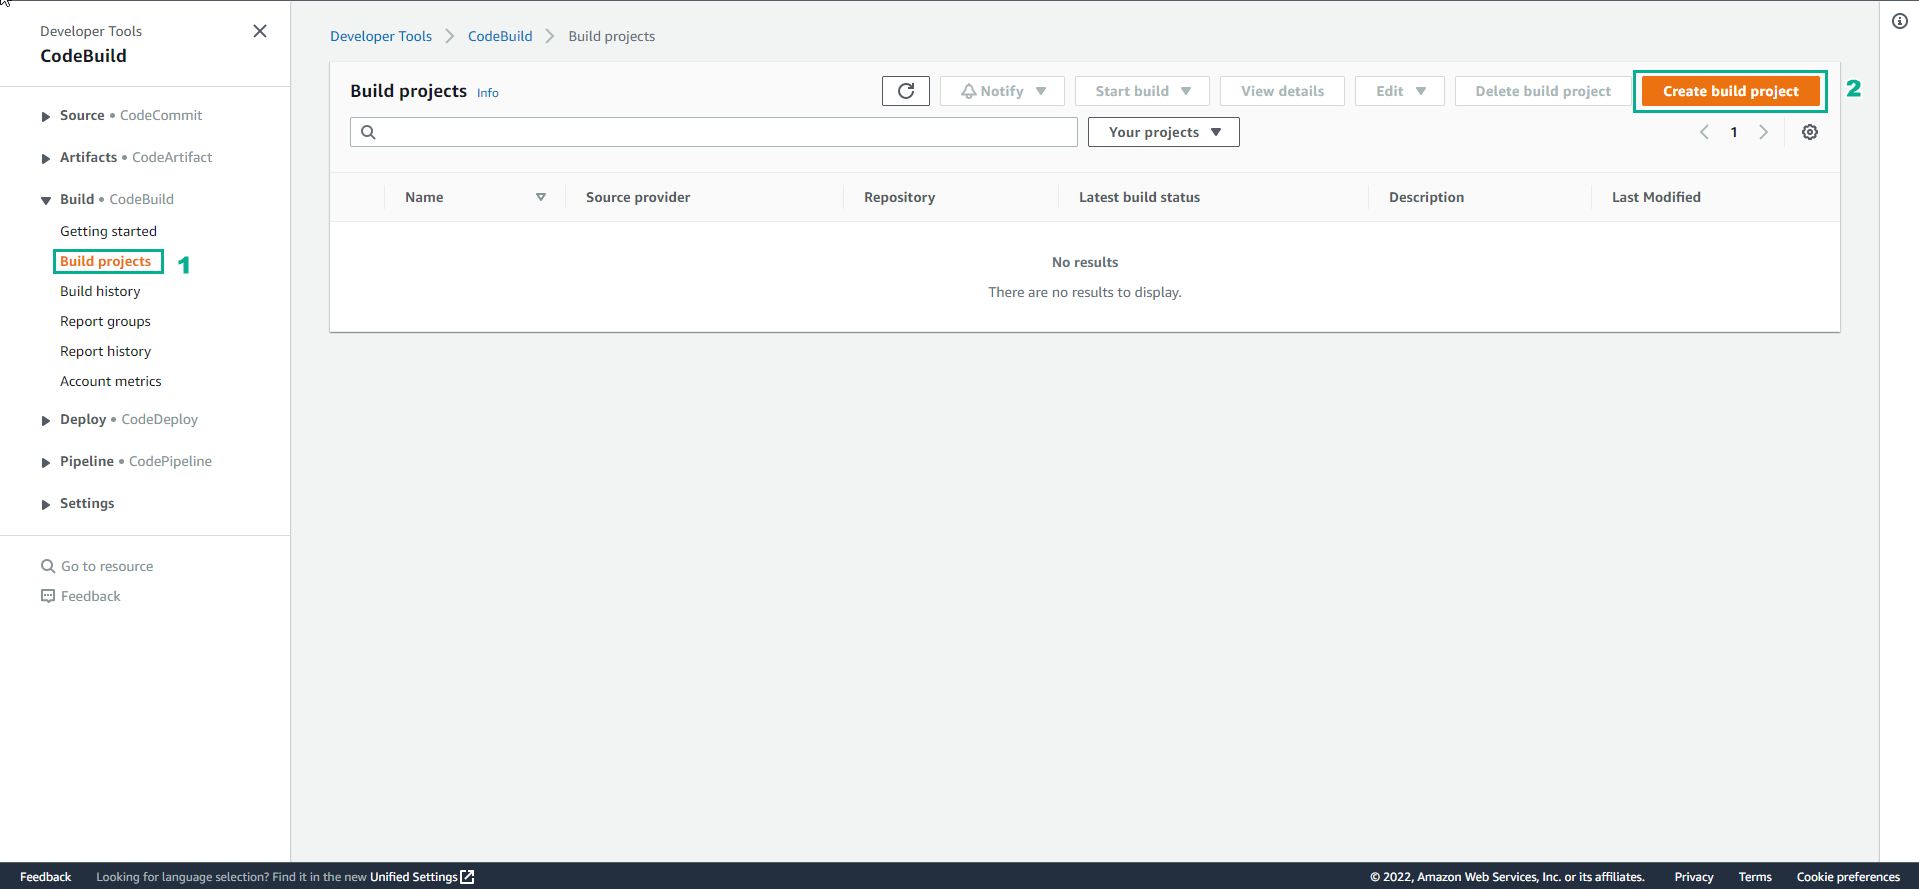 Developer Tools
CodeBuild
Source • CodeCommit
Artifacts • CodeArtifact
Build • CodeBuild
Getting started
Build projects 1
Build history
Report groups
Report history
Account metrics
Deploy • CodeDeploy
Pipeline • CodePipeline
Settings
Go to resource
Feedback
Developer Tools CodeBuild Build projects
Build projects Info Notify Start build View details Edit Delete build project Create build project 2
Your projects 1
Name Source provider Repository Latest build status Description Last Modified
No results
There are no results to display.
Feedback Looking for language selection? Find it in the new Unified Settings © 2022, Amazon Web Services, Inc. or its affiliates. Privacy Terms Cookie preferences